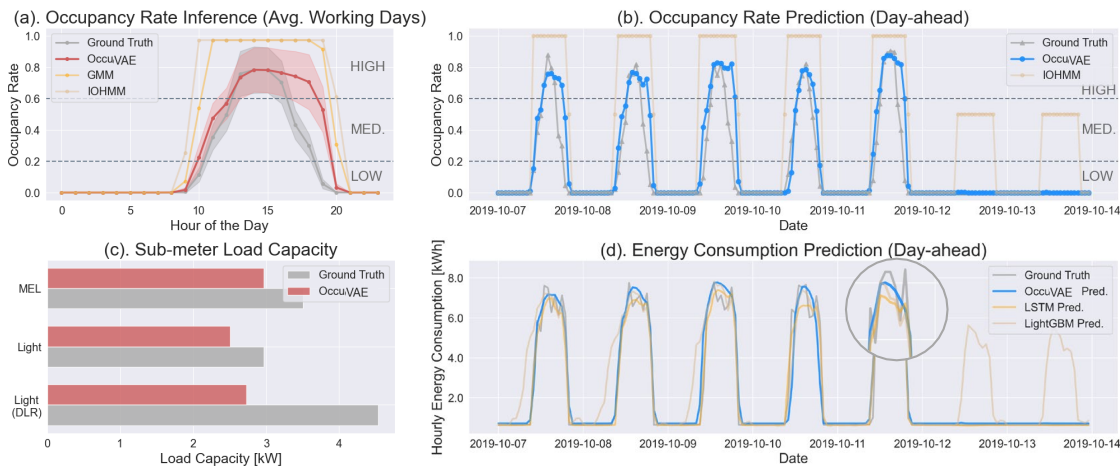 (a). Occupancy Rate Inference (Avg. Working Days)
Occupancy Rate
1.0
0.8
0.6
0.4
0.2
0.0
Ground Truth
OccuVAE
GMM
IOHMM
HIGH
MED.
LOW
0 5 10 15 20
Hour of the Day
(b). Occupancy Rate Prediction (Day-ahead)
Occupancy Rate
1.0
0.8
0.6
0.4
0.2
0.0
Ground Truth
OccuVAE
IOHMM
HIGH
MED.
LOW
2019-10-07 2019-10-08 2019-10-09 2019-10-10 2019-10-11 2019-10-12 2019-10-13 2019-10-14
Date
(c). Sub-meter Load Capacity
MEL
Light
Light
(DLR)
Ground Truth
OccuVAE
0 1 2 3 4
Load Capacity [kW]
(d). Energy Consumption Prediction (Day-ahead)
Hourly Energy Consumption [kWh]
8.0
6.0
4.0
2.0
Ground Truth
OccuVAE Pred.
LSTM Pred.
LightGBM Pred.
2019-10-07 2019-10-08 2019-10-09 2019-10-10 2019-10-11 2019-10-12 2019-10-13 2019-10-14
Date